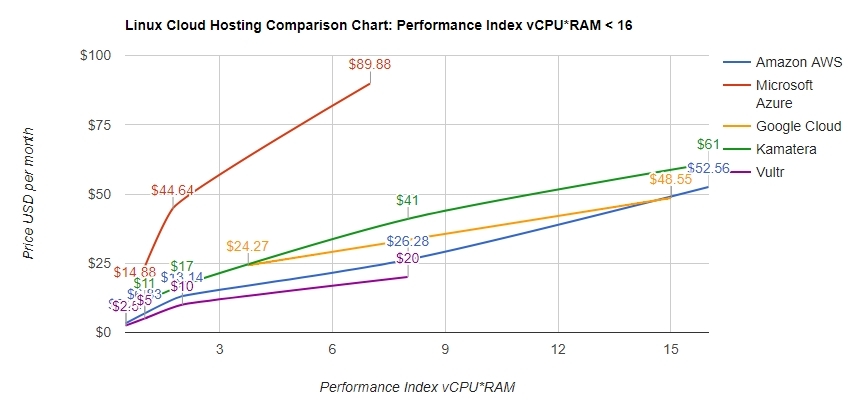 Linux Cloud Hosting Comparison Chart: Performance Index vCPU*RAM < 16
$100
$75
$50
$25
$0
Price USD per month
$89.88
$44.64
$14.88
$61
$41
$17
$11
$48.55
$24.27
$52.56
$26.28
$13.14
$20
$10
$5
3
6
9
12
15
Performance Index vCPU*RAM
Amazon AWS
Microsoft
Azure
Google Cloud
Kamatera
Vultr